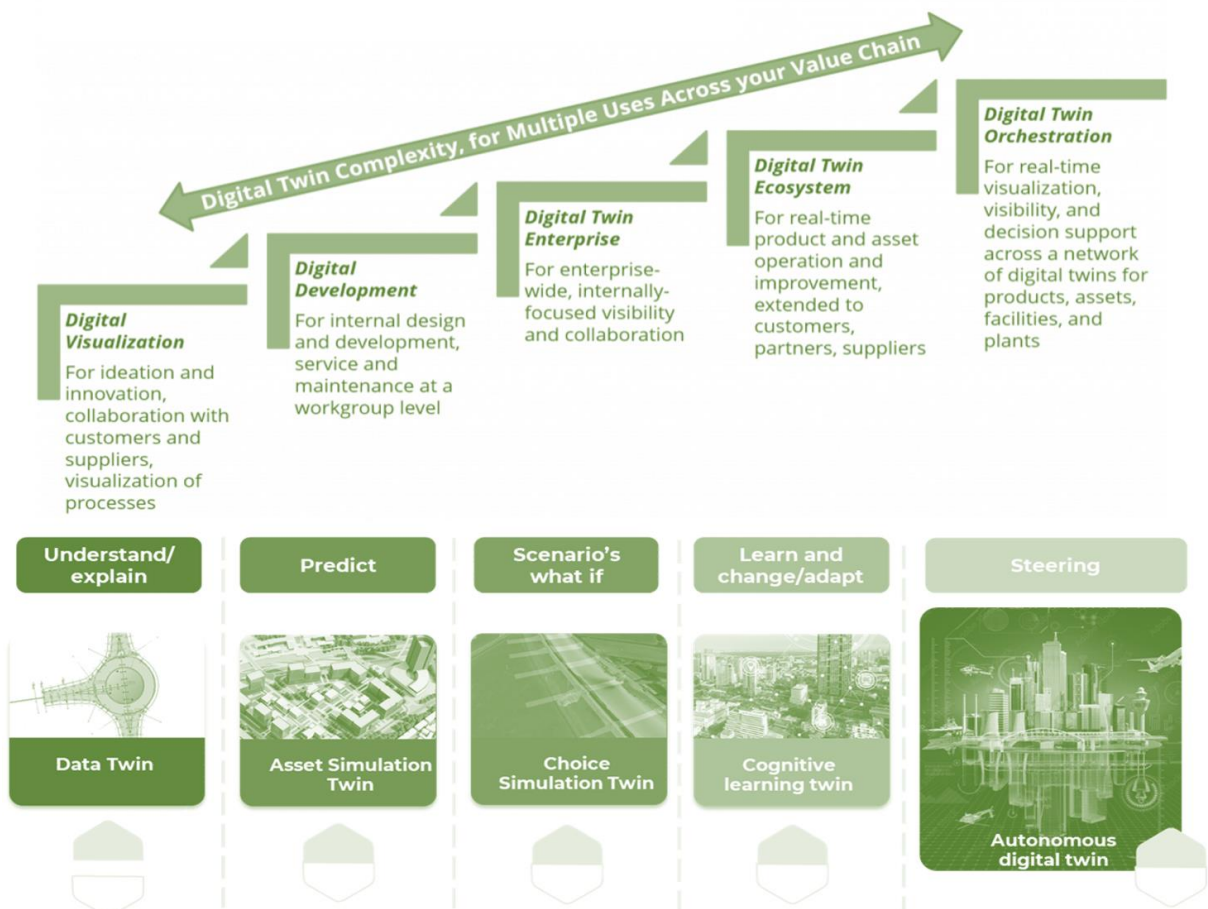 Digital Twin Complexity, for Multiple Uses Across your Value Chain
Digital
Visualization
For ideation and
innovation,
collaboration with
customers and
suppliers,
visualization of
processes
Digital
Development
For internal design
and development,
service and
maintenance at a
workgroup level
Digital Twin
Enterprise
For enterprise-
wide, internally-
focused visibility
and collaboration
Digital Twin
Ecosystem
For real-time
product and asset
operation and
improvement,
extended to
customers,
partners, suppliers
Digital Twin
Orchestration
For real-time
visualization,
visibility, and
decision support
across a network
of digital twins for
products, assets,
facilities, and
plants
Understand/
explain
Predict
Scenario's
what if
Learn and
change/adapt
Steering
Data Twin
Asset Simulation
Twin
Choice
Simulation Twin
Cognitive
learning twin
Autonomous
digital twin